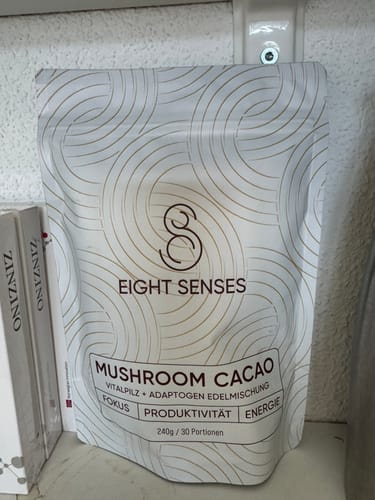 EIGHT SENSES
MUSHROOM CACAO
VITALPILZ + ADAPTOGEN EDELMISCHUNG
FOKUS
PRODUKTIVITÄT
ENERGIE
240g / 30 Portionen
ZINZINO
ZINZINO